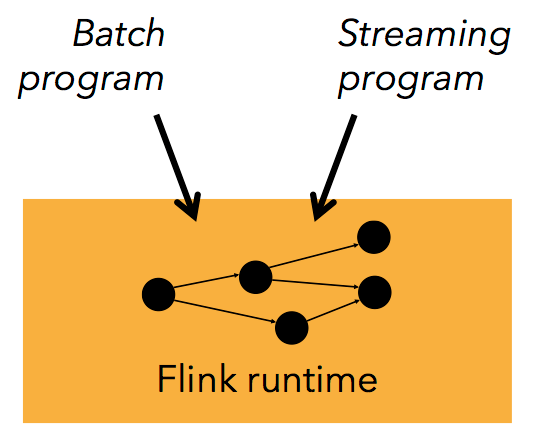 Batch
program
Streaming
program
Flink runtime